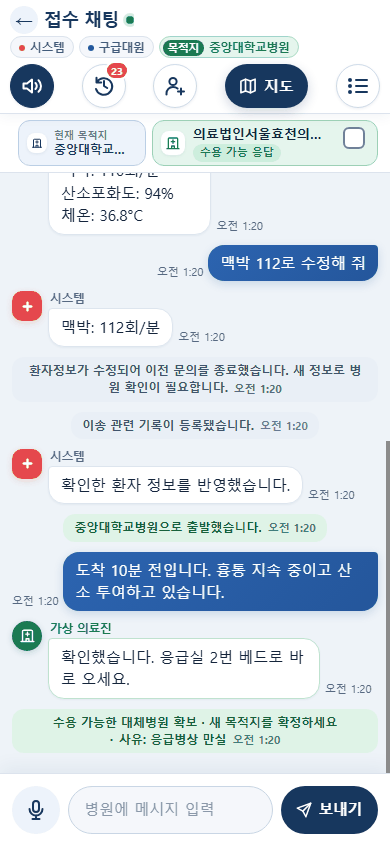 접수 채팅
시스템
구급대원
목적지 중앙대학교병원
23
지도
현재 목적지
중앙대학교...
의료법인서울효천의...
수용 가능 응답
산소포화도: 94%
체온: 36.8°C
오전 1:20
맥박 112로 수정해 줘
오전 1:20
시스템
맥박: 112회/분
오전 1:20
환자정보가 수정되어 이전 문의를 종료했습니다. 새 정보로 병
원 확인이 필요합니다. 오전 1:20
이송 관련 기록이 등록됐습니다. 오전 1:20
시스템
확인한 환자 정보를 반영했습니다.
오전 1:20
중앙대학교병원으로 출발했습니다. 오전 1:20
도착 10분 전입니다. 흉통 지속 중이고 산
소 투여하고 있습니다.
오전 1:20
가상 의료진
확인했습니다. 응급실 2번 베드로 바
로 오세요.
오전 1:20
수용 가능한 대체병원 확보 · 새 목적지를 확정하세요
· 사유: 응급병상 만실 오전 1:20
병원에 메시지 입력
보내기